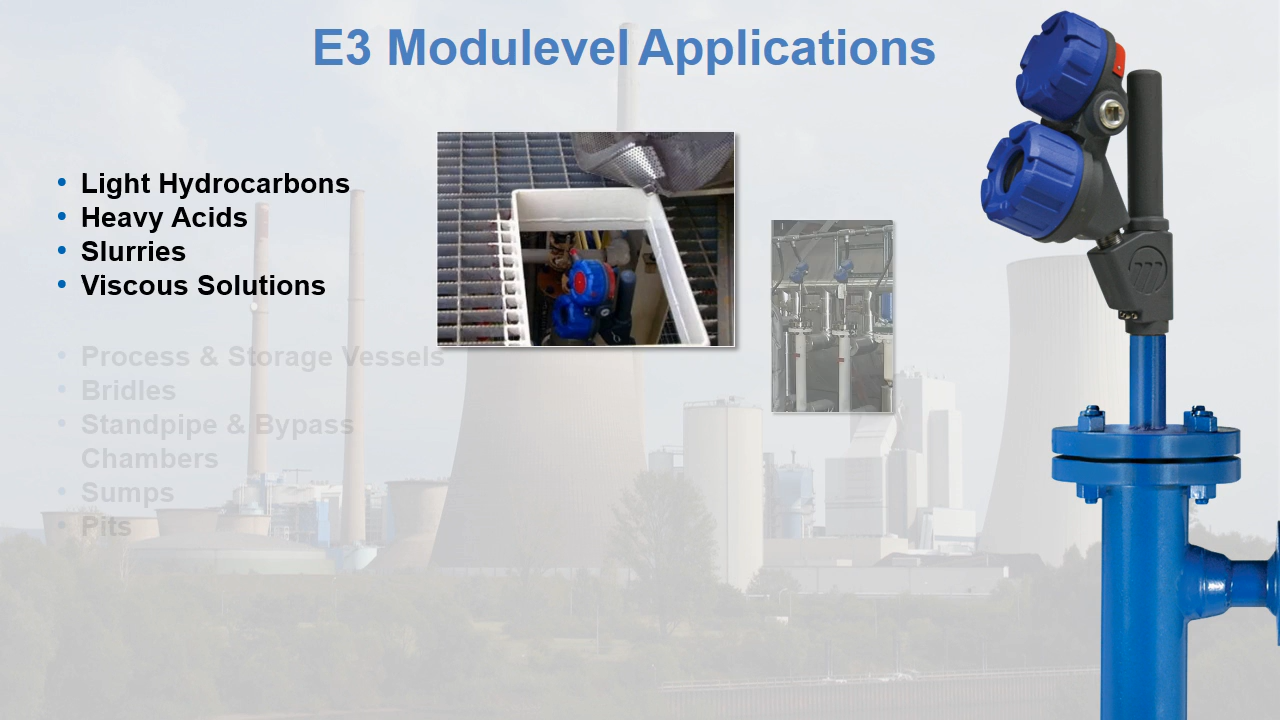 E3 Modulevel Applications
• Light Hydrocarbons
• Heavy Acids
• Slurries
• Viscous Solutions
• Process & Storage Vessels
• Bridles
• Standpipe & Bypass
Chambers
• Sumps
• Pits